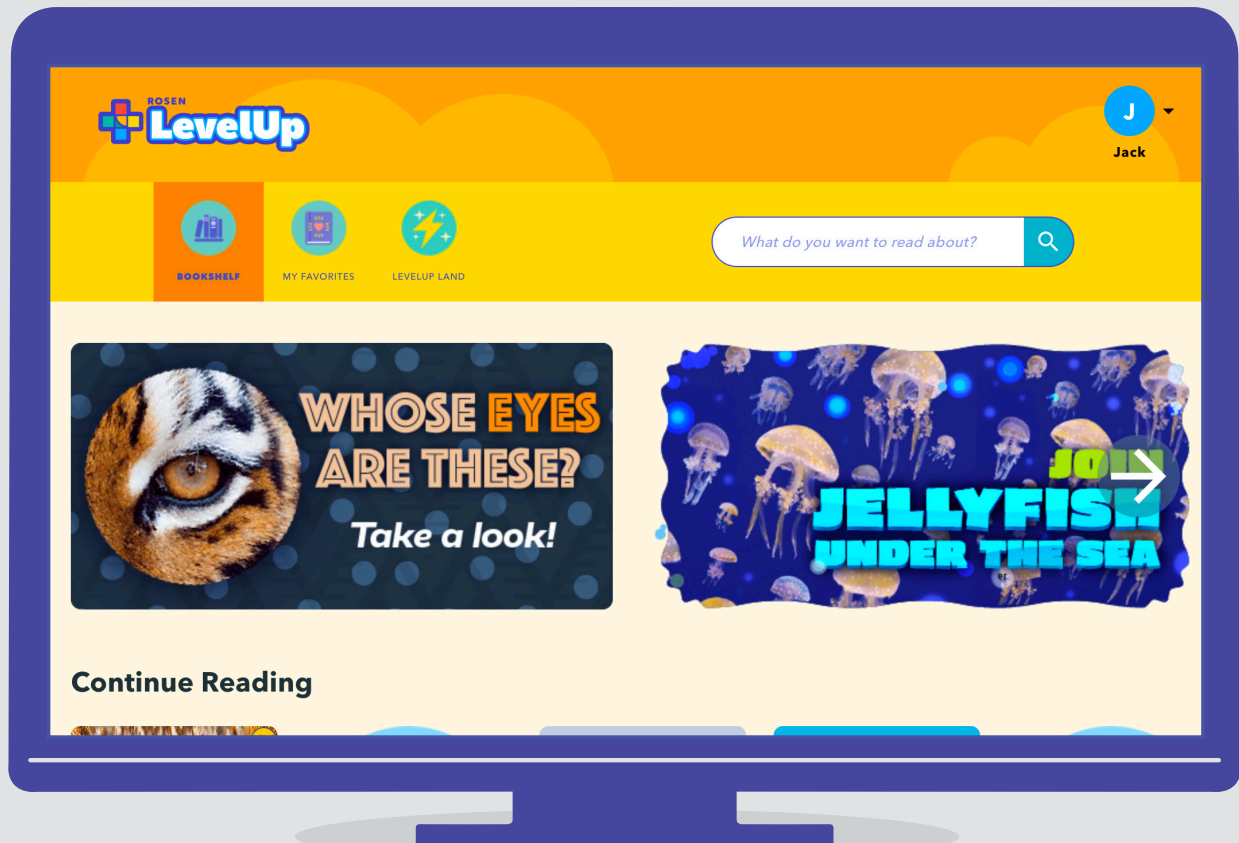 ROSEN
LevelUp
J
Jack
BOOKSHELF
MY FAVORITES
LEVELUP LAND
What do you want to read about?
WHOSE EYES
ARE THESE?
Take a look!
JOIN
JELLYFISH
UNDER THE SEA
Continue Reading